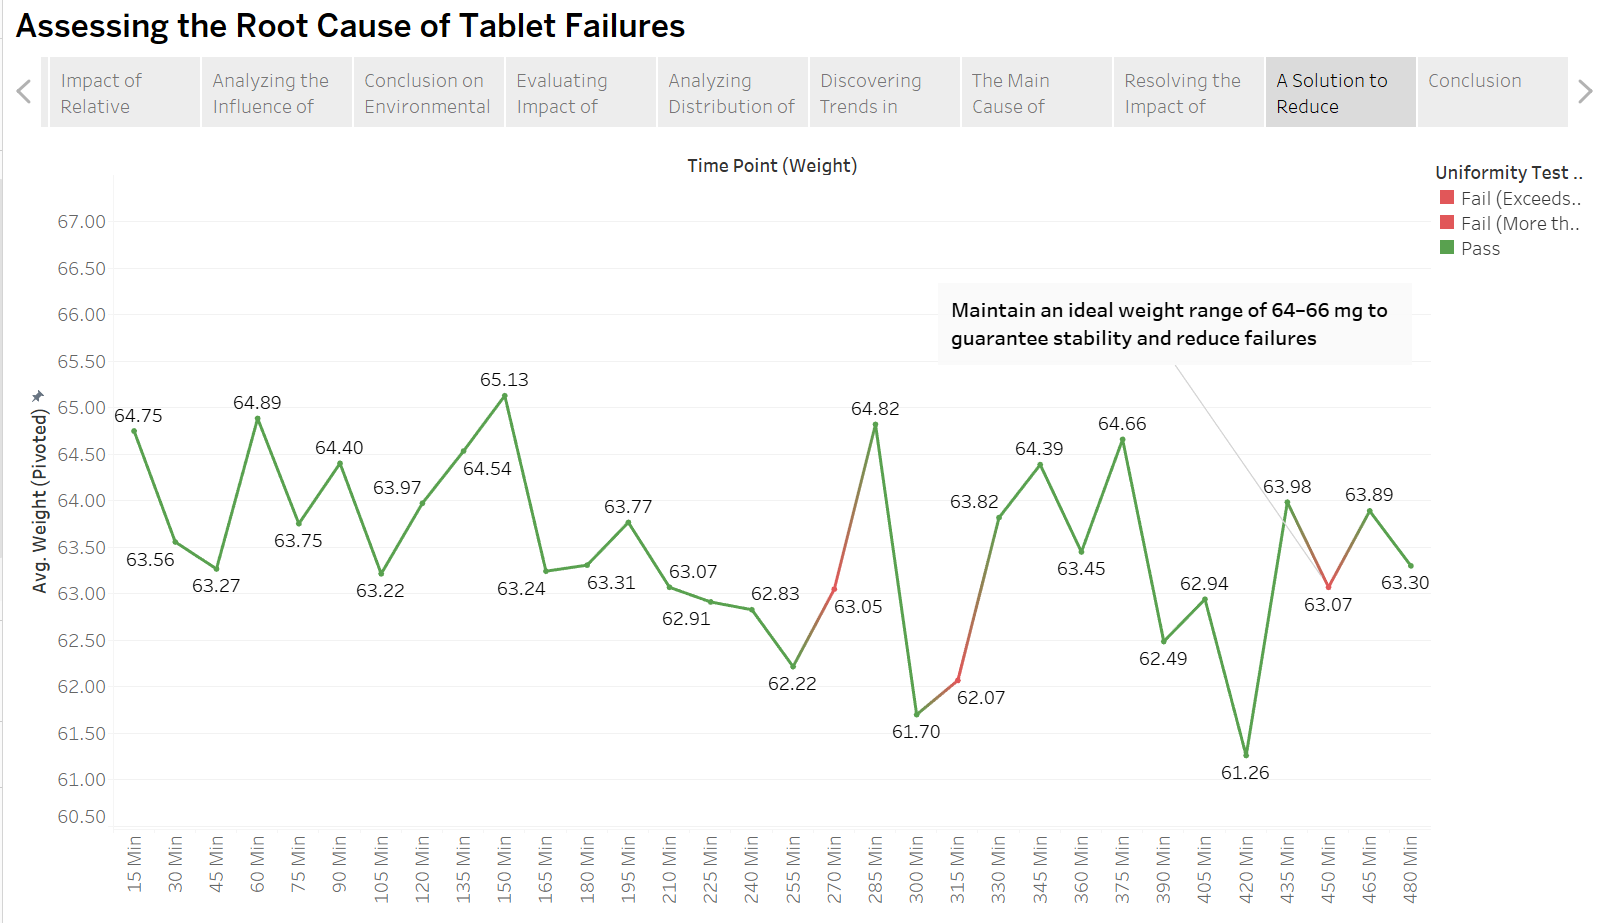 Assessing the Root Cause of Tablet Failures
Impact of
Relative
Analyzing the
Influence of
Conclusion on
Environmental
Evaluating
Impact of
Analyzing
Distribution of
Discovering
Trends in
The Main
Cause of
Resolving the
Impact of
A Solution to
Reduce
Conclusion
Time Point (Weight)
Uniformity Test ..
Fail (Exceeds..
Fail (More th..
Pass
Avg. Weight (Pivoted)
67.00
66.50
66.00
65.50
65.00
64.50
64.00
63.50
63.00
62.50
62.00
61.50
61.00
60.50
Maintain an ideal weight range of 64–66 mg to
guarantee stability and reduce failures
64.75
63.56
63.27
64.89
63.75
64.40
63.22
63.97
64.54
65.13
63.24
63.31
63.77
63.07
62.91
62.83
62.22
63.05
64.82
61.70
62.07
63.82
64.39
63.45
64.66
62.49
62.94
61.26
63.98
63.07
63.89
63.30
15 Min
30 Min
45 Min
60 Min
75 Min
90 Min
105 Min
120 Min
135 Min
150 Min
165 Min
180 Min
195 Min
210 Min
225 Min
240 Min
255 Min
270 Min
285 Min
300 Min
315 Min
330 Min
345 Min
360 Min
375 Min
390 Min
405 Min
420 Min
435 Min
450 Min
465 Min
480 Min